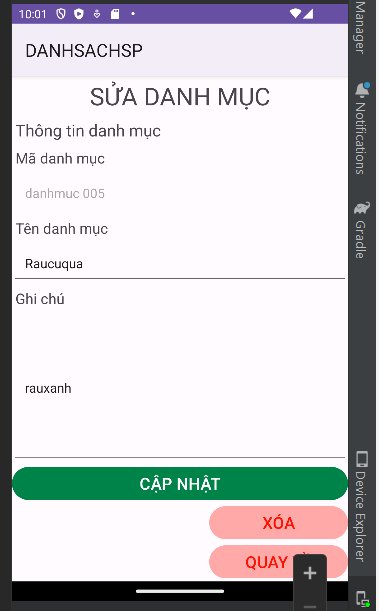 10:01
DANHSACHSP
SỬA DANH MỤC
Thông tin danh mục
Mã danh mục
danhmuc 005
Tên danh mục
Raucuqua
Ghi chú
rauxanh
CẬP NHẬT
XÓA
QUAY
Manager
Notifications
Gradle
Device Explorer